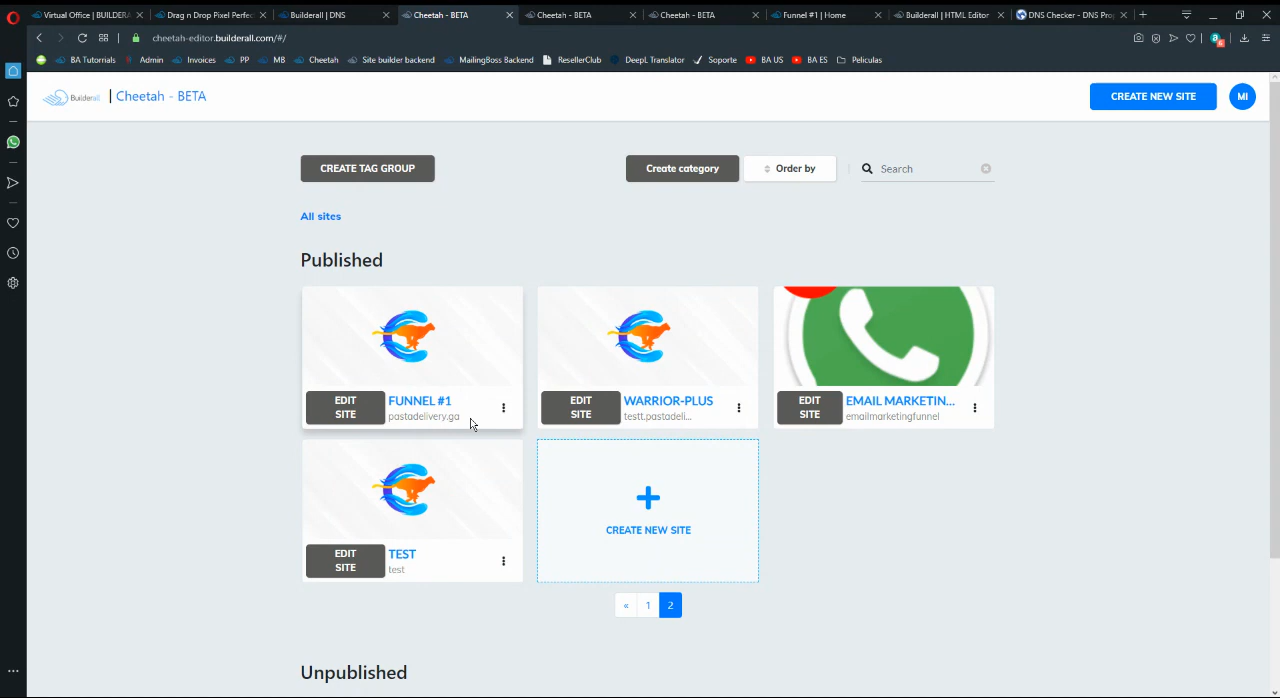 Virtual Office | BUILDERA
Drag n Drop Pixel Perfec
Builderall | DNS
Cheetah - BETA
Cheetah - BETA
Cheetah - BETA
Funnel #1 | Home
Builderall | HTML Editor
DNS Checker - DNS Pro
cheetah-editor.builderall.com/#/
BA Tutorials
Admin
Invoices
PP
MB
Cheetah
Site builder backend
MailingBoss Backend
ResellerClub
DeepL Translator
Soporte
BA US
BA ES
Peliculas
Builderall
Cheetah - BETA
CREATE NEW SITE
MI
CREATE TAG GROUP
Create category
Order by
Search
All sites
Published
EDIT SITE
FUNNEL #1
pastadelivery.ga
EDIT SITE
WARRIOR-PLUS
testt.pastadeli...
EDIT SITE
EMAIL MARKETIN...
emailmarketingfunnel
EDIT SITE
TEST
test
CREATE NEW SITE
«
1
2
Unpublished